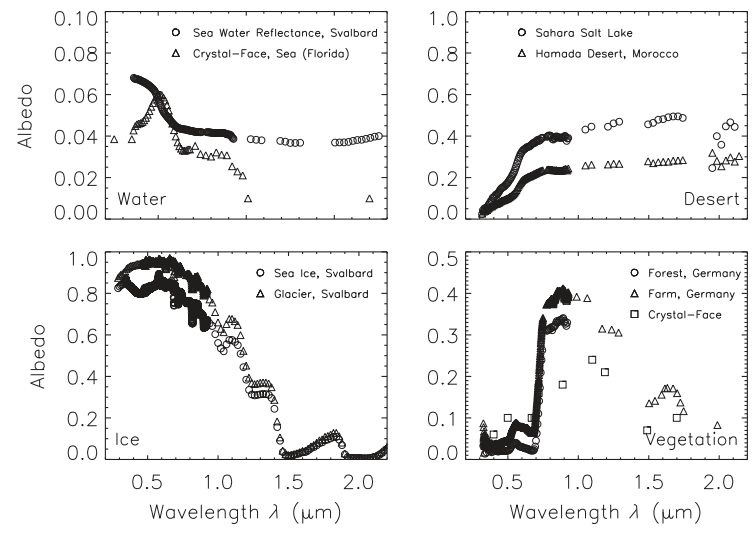 0.10
0.08
0.06
0.04
0.02
0.00
Albedo
Sea Water Reflectance, Svalbard
Crystal-Face, Sea (Florida)
Water
1.0
0.8
0.6
0.4
0.2
0.0
Sahara Salt Lake
Hamada Desert, Morocco
Desert
1.0
0.8
0.6
0.4
0.2
0.0
Albedo
Sea Ice, Svalbard
Glacier, Svalbard
Ice
0.5 1.0 1.5 2.0
Wavelength λ (μm)
0.5
0.4
0.3
0.2
0.1
0.0
Forest, Germany
Farm, Germany
Crystal-Face
Vegetation
0.5 1.0 1.5 2.0
Wavelength λ (μm)